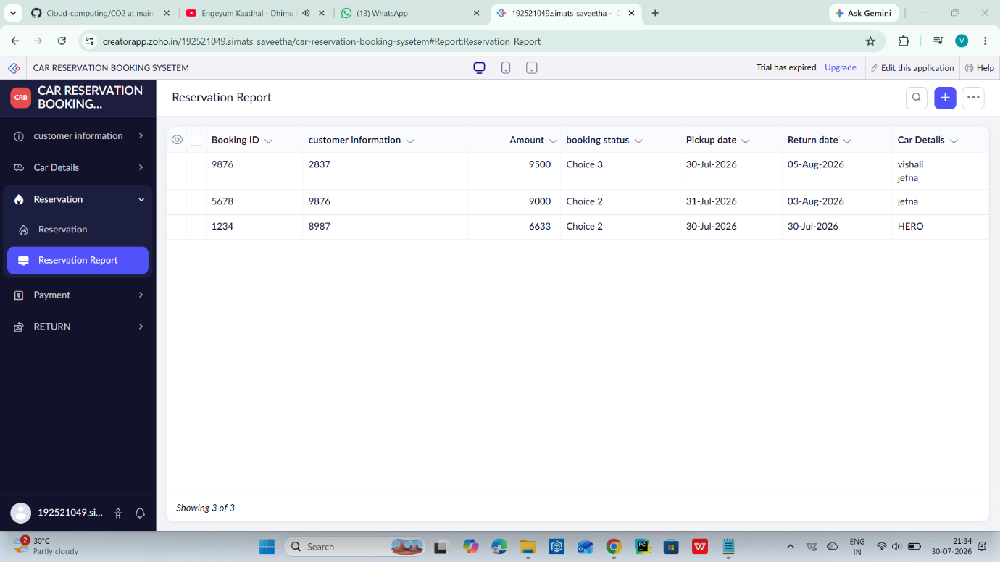 Cloud-computing/CO2 at main
Engeyum Kaadhal - Dhimu
(13) WhatsApp
192521049.simats_saveetha -
Ask Gemini
creatorapp.zoho.in/192521049.simats_saveetha/car-reservation-booking-sysetem#Report:Reservation_Report
V
CAR RESERVATION BOOKING SYSETEM
Trial has expired
Upgrade
Edit this application
Help
CRB
CAR RESERVATION
BOOKING...
Reservation Report
customer information
Car Details
Reservation
Reservation
Reservation Report
Payment
RETURN
Booking ID customer information Amount booking status Pickup date Return date Car Details
9876 2837 9500 Choice 3 30-Jul-2026 05-Aug-2026 vishali
jefna
5678 9876 9000 Choice 2 31-Jul-2026 03-Aug-2026 jefna
1234 8987 6633 Choice 2 30-Jul-2026 30-Jul-2026 HERO
Showing 3 of 3
192521049.si...
2
30°C
Partly cloudy
Search
PC
W
ENG
IN
21:34
30-07-2026